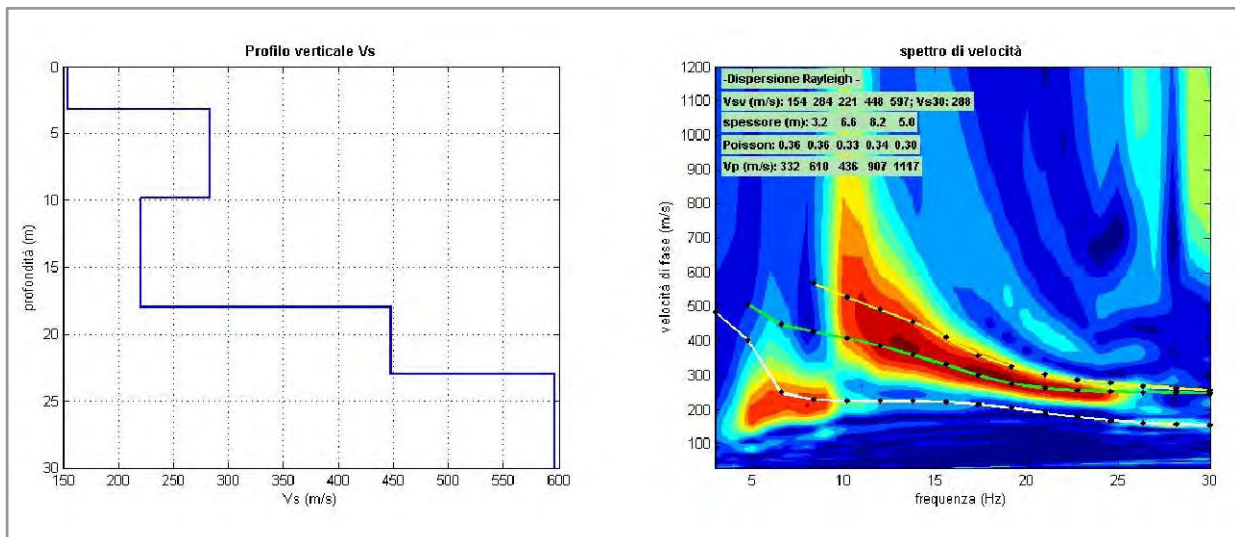 Profilo verticale Vs
0
5
10
15
20
25
30
profondità (m)
150 200 250 300 350 400 450 500 550 600
Vs (m/s)
spettro di velocità
-Dispersione Rayleigh -
Vsv (m/s): 154 284 221 448 597; Vs30: 288
spessore (m): 3.2 6.6 8.2 5.0
Poisson: 0.36 0.36 0.33 0.34 0.30
Vp (m/s): 332 610 436 907 1117
1200
1100
1000
900
800
700
600
500
400
300
200
100
velocità di fase (m/s)
5 10 15 20 25 30
frequenza (Hz)